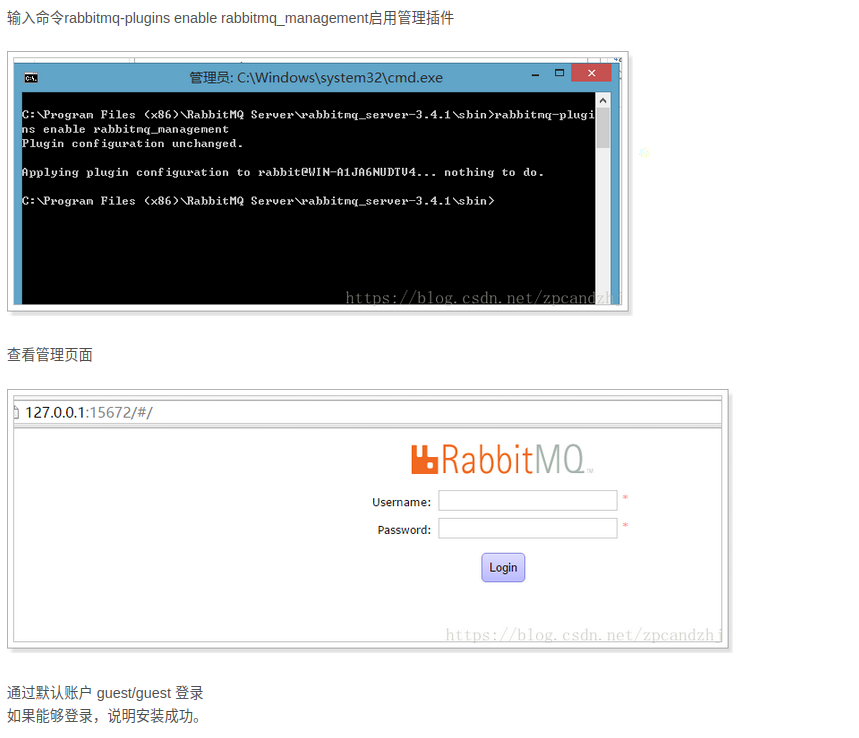 输入命令rabbitmq-plugins enable rabbitmq_management启用管理插件
管理员: C:\Windows\system32\cmd.exe
C:\Program Files (x86)\RabbitMQ Server\rabbitmq_server-3.4.1\sbin>rabbitmq-plugi
ns enable rabbitmq_management
Plugin configuration unchanged.
Applying plugin configuration to rabbit@WIN-A1JA6NUDTV4... nothing to do.
C:\Program Files (x86)\RabbitMQ Server\rabbitmq_server-3.4.1\sbin>
https://blog.csdn.net/zpcandzhj
查看管理页面
127.0.0.1:15672/#/
RabbitMQ™
Username: *
Password: *
Login
https://blog.csdn.net/zpcandzhj
通过默认账户 guest/guest 登录
如果能够登录，说明安装成功。